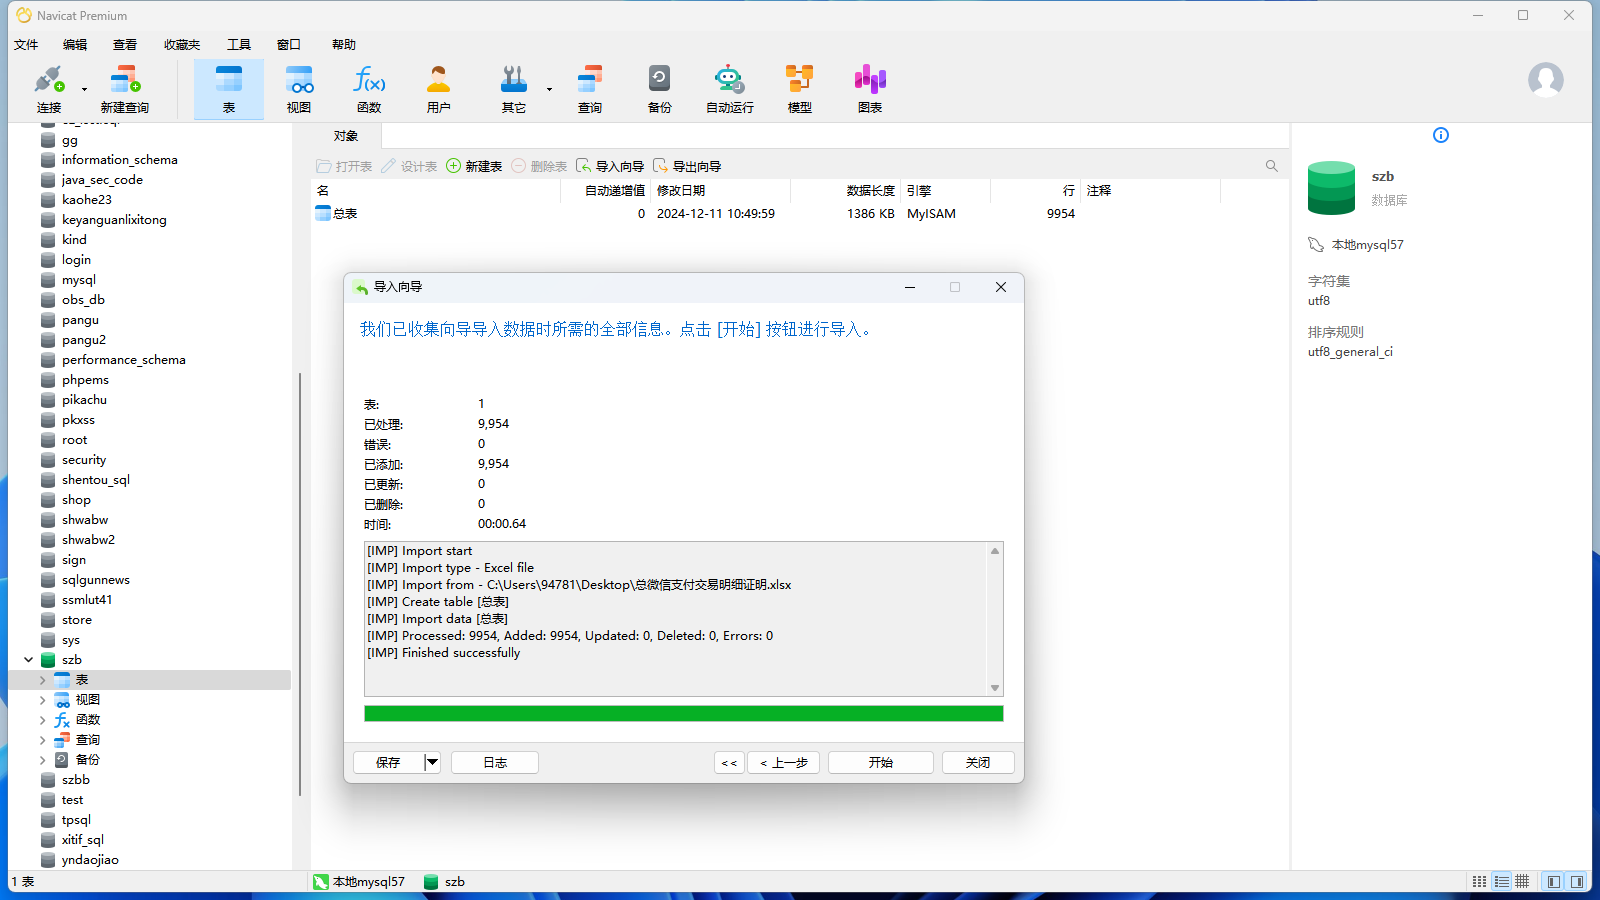 Navicat Premium
文件 编辑 查看 收藏夹 工具 窗口 帮助
连接 新建查询 表 视图 函数 用户 其它 查询 备份 自动运行 模型 图表
gg
information_schema
java_sec_code
kaohe23
keyanguanlixitong
kind
login
mysql
obs_db
pangu
pangu2
performance_schema
phpems
pikachu
pkxss
root
security
shentou_sql
shop
shwabw
shwabw2
sign
sqlgunnews
ssmlut41
store
sys
szb
表
视图
函数
查询
备份
szbb
test
tpsql
xitif_sql
yndaojiao
对象
打开表 设计表 新建表 删除表 导入向导 导出向导
名 自动递增值 修改日期 数据长度 引擎 行 注释
总表 0 2024-12-11 10:49:59 1386 KB MyISAM 9954
导入向导
我们已收集向导导入数据时所需的全部信息。点击 [开始] 按钮进行导入。
表: 1
已处理: 9,954
错误: 0
已添加: 9,954
已更新: 0
已删除: 0
时间: 00:00.64
[IMP] Import start
[IMP] Import type - Excel file
[IMP] Import from - C:\Users\94781\Desktop\总微信支付交易明细证明.xlsx
[IMP] Create table [总表]
[IMP] Import data [总表]
[IMP] Processed: 9954, Added: 9954, Updated: 0, Deleted: 0, Errors: 0
[IMP] Finished successfully
保存 日志 << < 上一步 开始 关闭
szb
数据库
本地mysql57
字符集
utf8
排序规则
utf8_general_ci
1 表 本地mysql57 szb